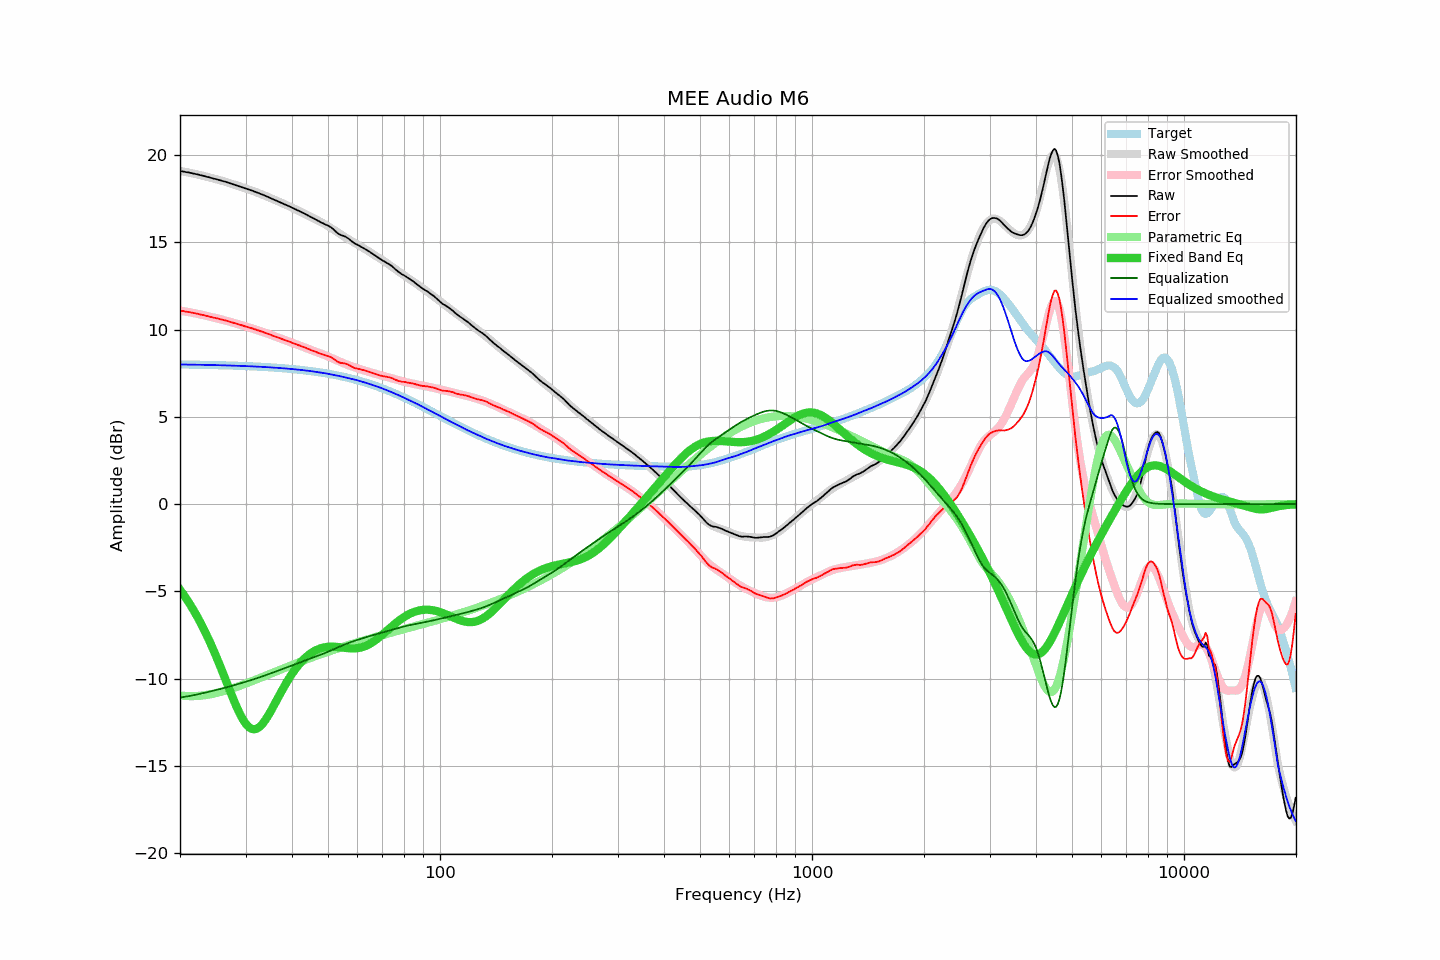 MEE Audio M6
Amplitude (dBr)
20
15
10
5
0
−5
−10
−15
−20
Target
Raw Smoothed
Error Smoothed
Raw
Error
Parametric Eq
Fixed Band Eq
Equalization
Equalized smoothed
100
1000
10000
Frequency (Hz)